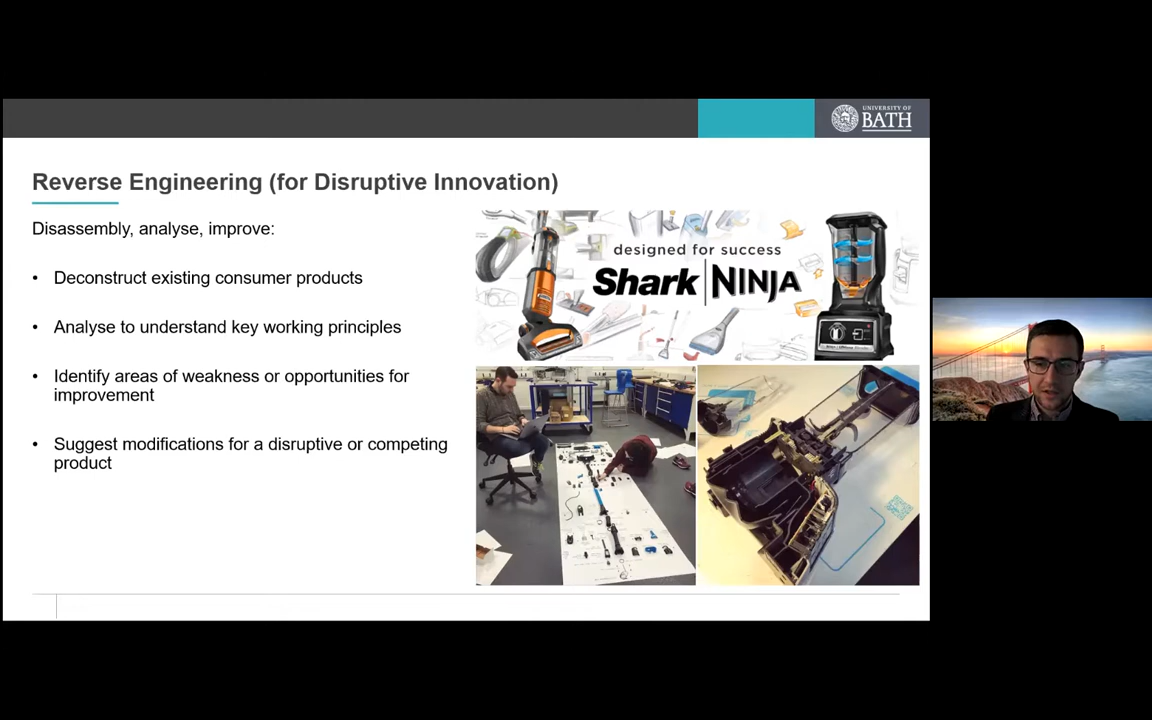 UNIVERSITY OF
BATH
Reverse Engineering (for Disruptive Innovation)
Disassembly, analyse, improve:
• Deconstruct existing consumer products
• Analyse to understand key working principles
• Identify areas of weakness or opportunities for
improvement
• Suggest modifications for a disruptive or competing
product
designed for success
Shark | NINJA